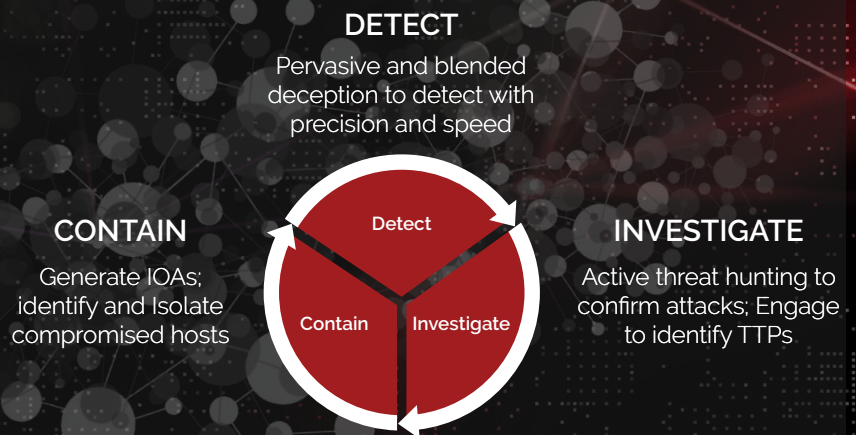 DETECT
Pervasive and blended
deception to detect with
precision and speed
CONTAIN
Generate IOAs;
identify and Isolate
compromised hosts
Detect
Contain
Investigate
INVESTIGATE
Active threat hunting to
confirm attacks; Engage
to identify TTPs